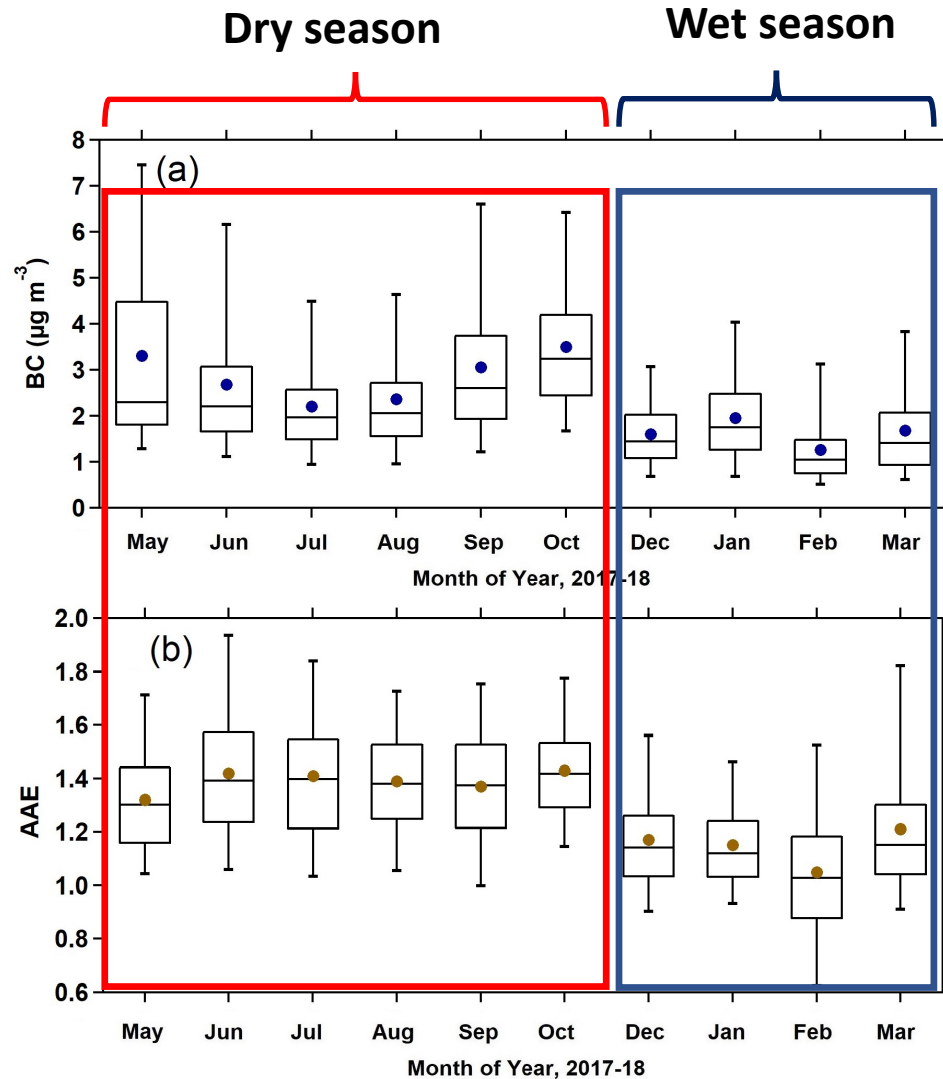 Dry season
Wet season
(a)
8
7
6
5
4
3
2
1
0
BC (µg m⁻³)
May Jun Jul Aug Sep Oct Dec Jan Feb Mar
Month of Year, 2017-18
(b)
2.0
1.8
1.6
1.4
1.2
1.0
0.8
0.6
AAE
May Jun Jul Aug Sep Oct Dec Jan Feb Mar
Month of Year, 2017-18